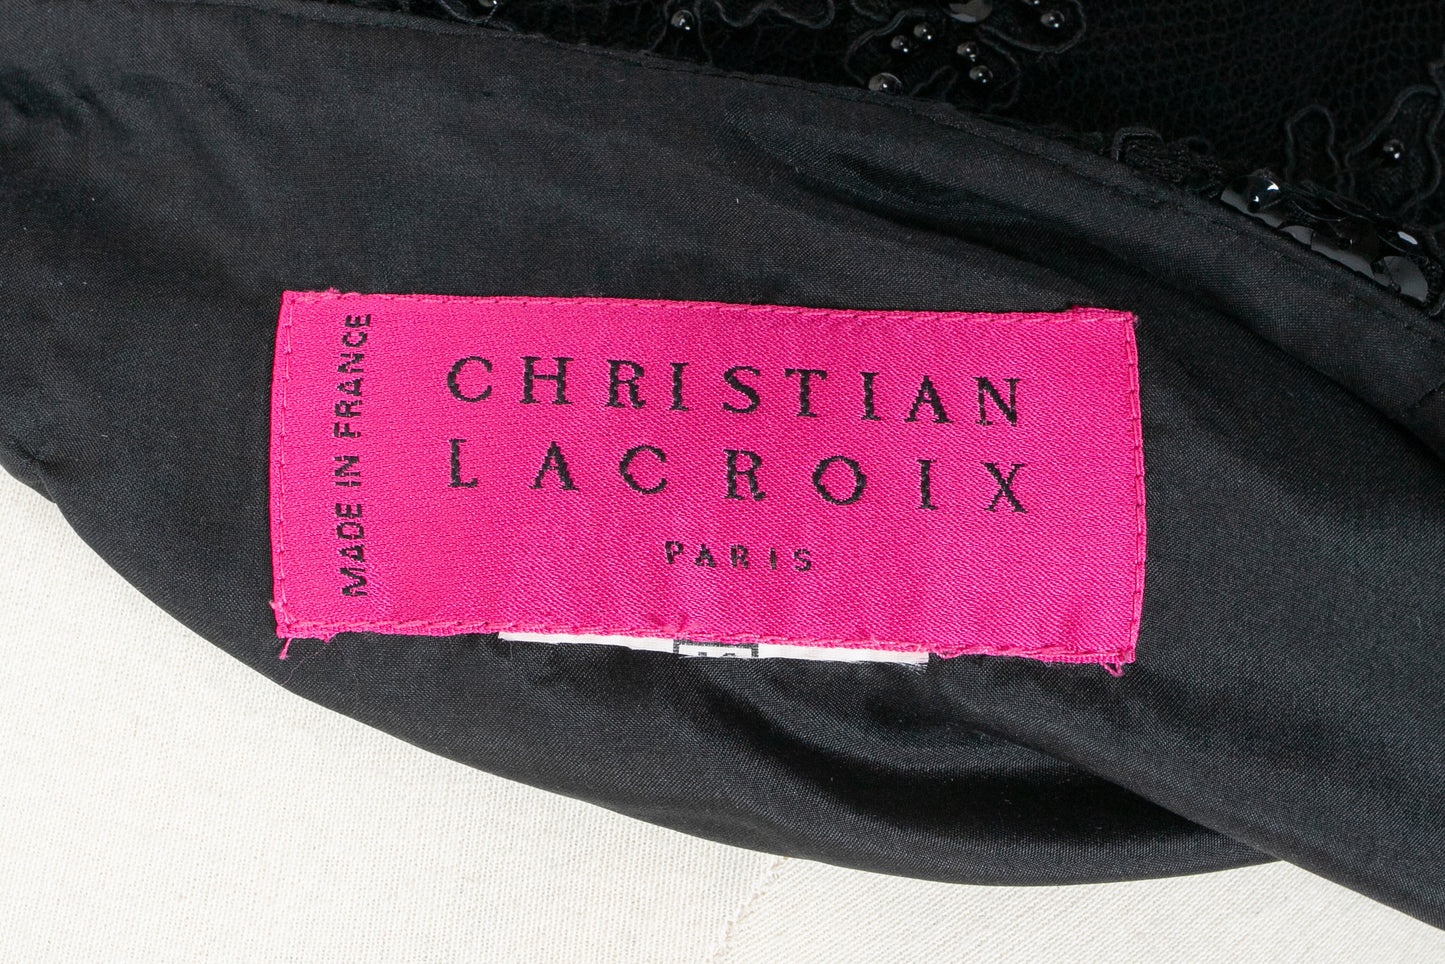 MADE IN FRANCE
CHRISTIAN
LACROIX
PARIS